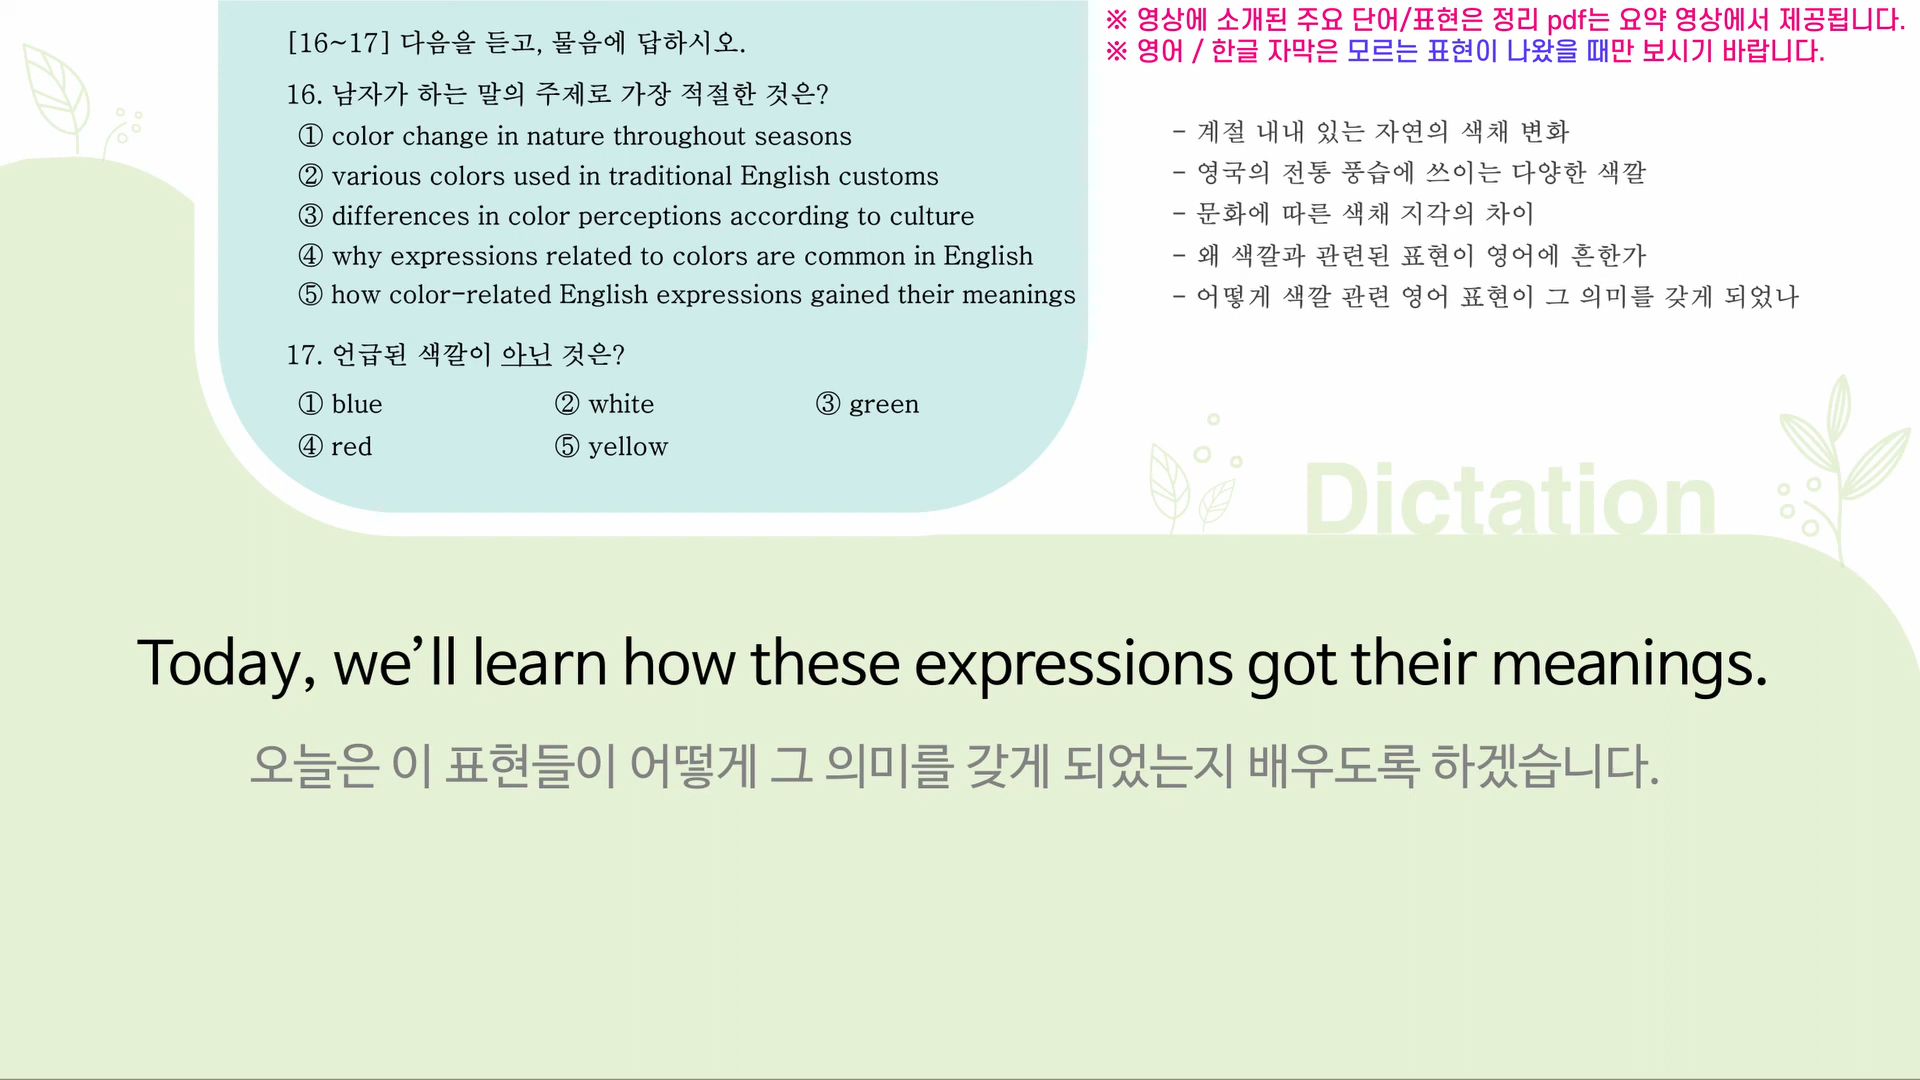 [16~17] 다음을 듣고, 물음에 답하시오.
16. 남자가 하는 말의 주제로 가장 적절한 것은?
① color change in nature throughout seasons
② various colors used in traditional English customs
③ differences in color perceptions according to culture
④ why expressions related to colors are common in English
⑤ how color-related English expressions gained their meanings
17. 언급된 색깔이 아닌 것은?
① blue ② white ③ green
④ red ⑤ yellow
※ 영상에 소개된 주요 단어/표현은 정리 pdf는 요약 영상에서 제공됩니다.
※ 영어 / 한글 자막은 모르는 표현이 나왔을 때만 보시기 바랍니다.
- 계절 내내 있는 자연의 색채 변화
- 영국의 전통 풍습에 쓰이는 다양한 색깔
- 문화에 따른 색채 지각의 차이
- 왜 색깔과 관련된 표현이 영어에 흔한가
- 어떻게 색깔 관련 영어 표현이 그 의미를 갖게 되었나
Dictation
Today, we’ll learn how these expressions got their meanings.
오늘은 이 표현들이 어떻게 그 의미를 갖게 되었는지 배우도록 하겠습니다.